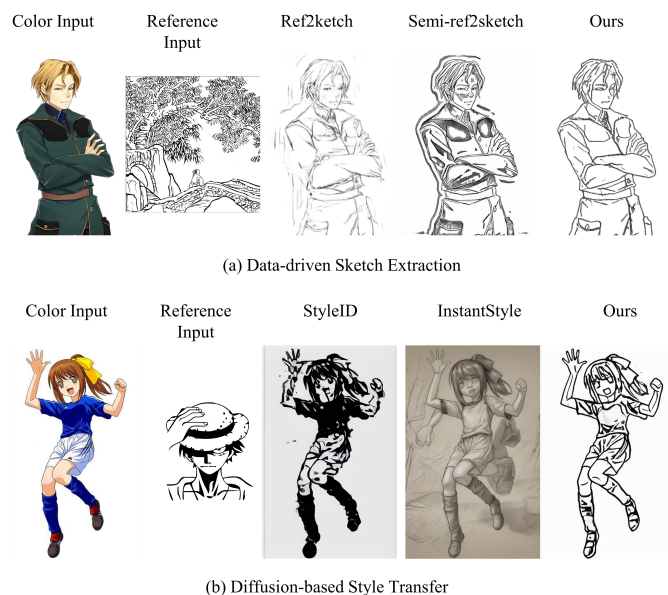 Color Input Reference Input Ref2ketch Semi-ref2sketch Ours
(a) Data-driven Sketch Extraction
Color Input Reference Input StyleID InstantStyle Ours
(b) Diffusion-based Style Transfer